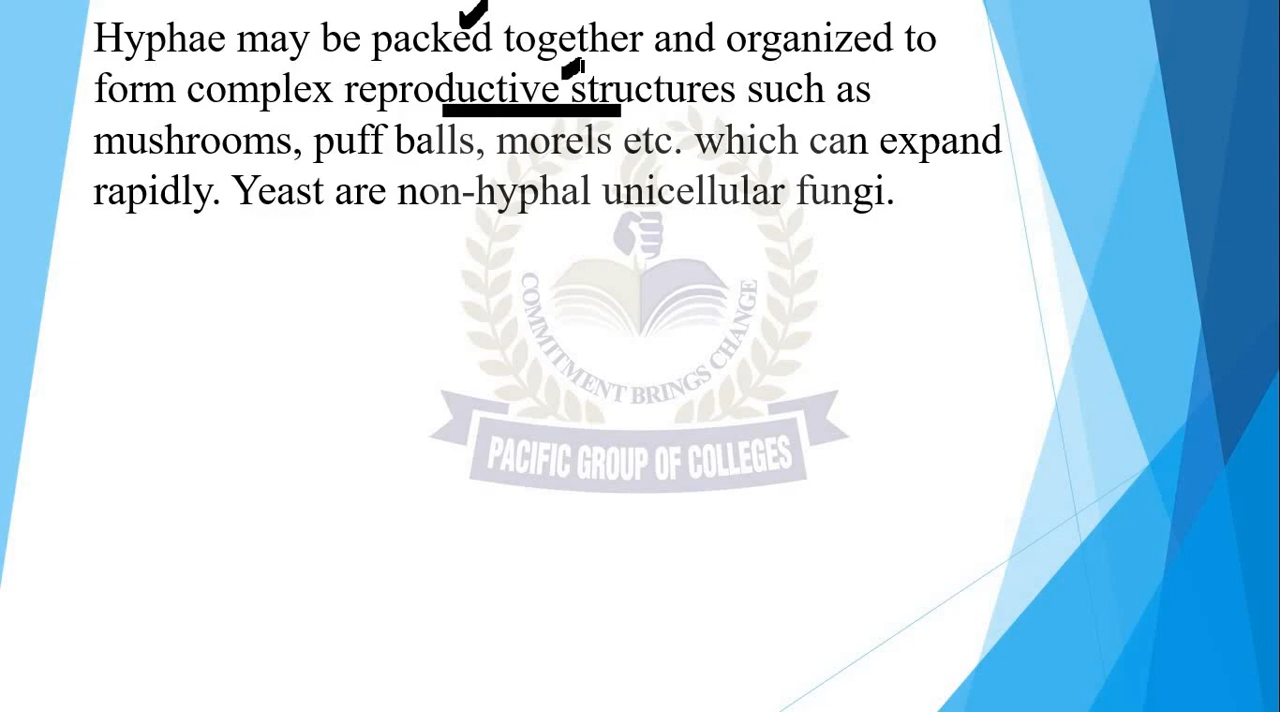 Hyphae may be packed together and organized to
form complex reproductive structures such as
mushrooms, puff balls, morels etc. which can expand
rapidly. Yeast are non-hyphal unicellular fungi.
COMMITMENT BRINGS CHANGE
PACIFIC GROUP OF COLLEGES